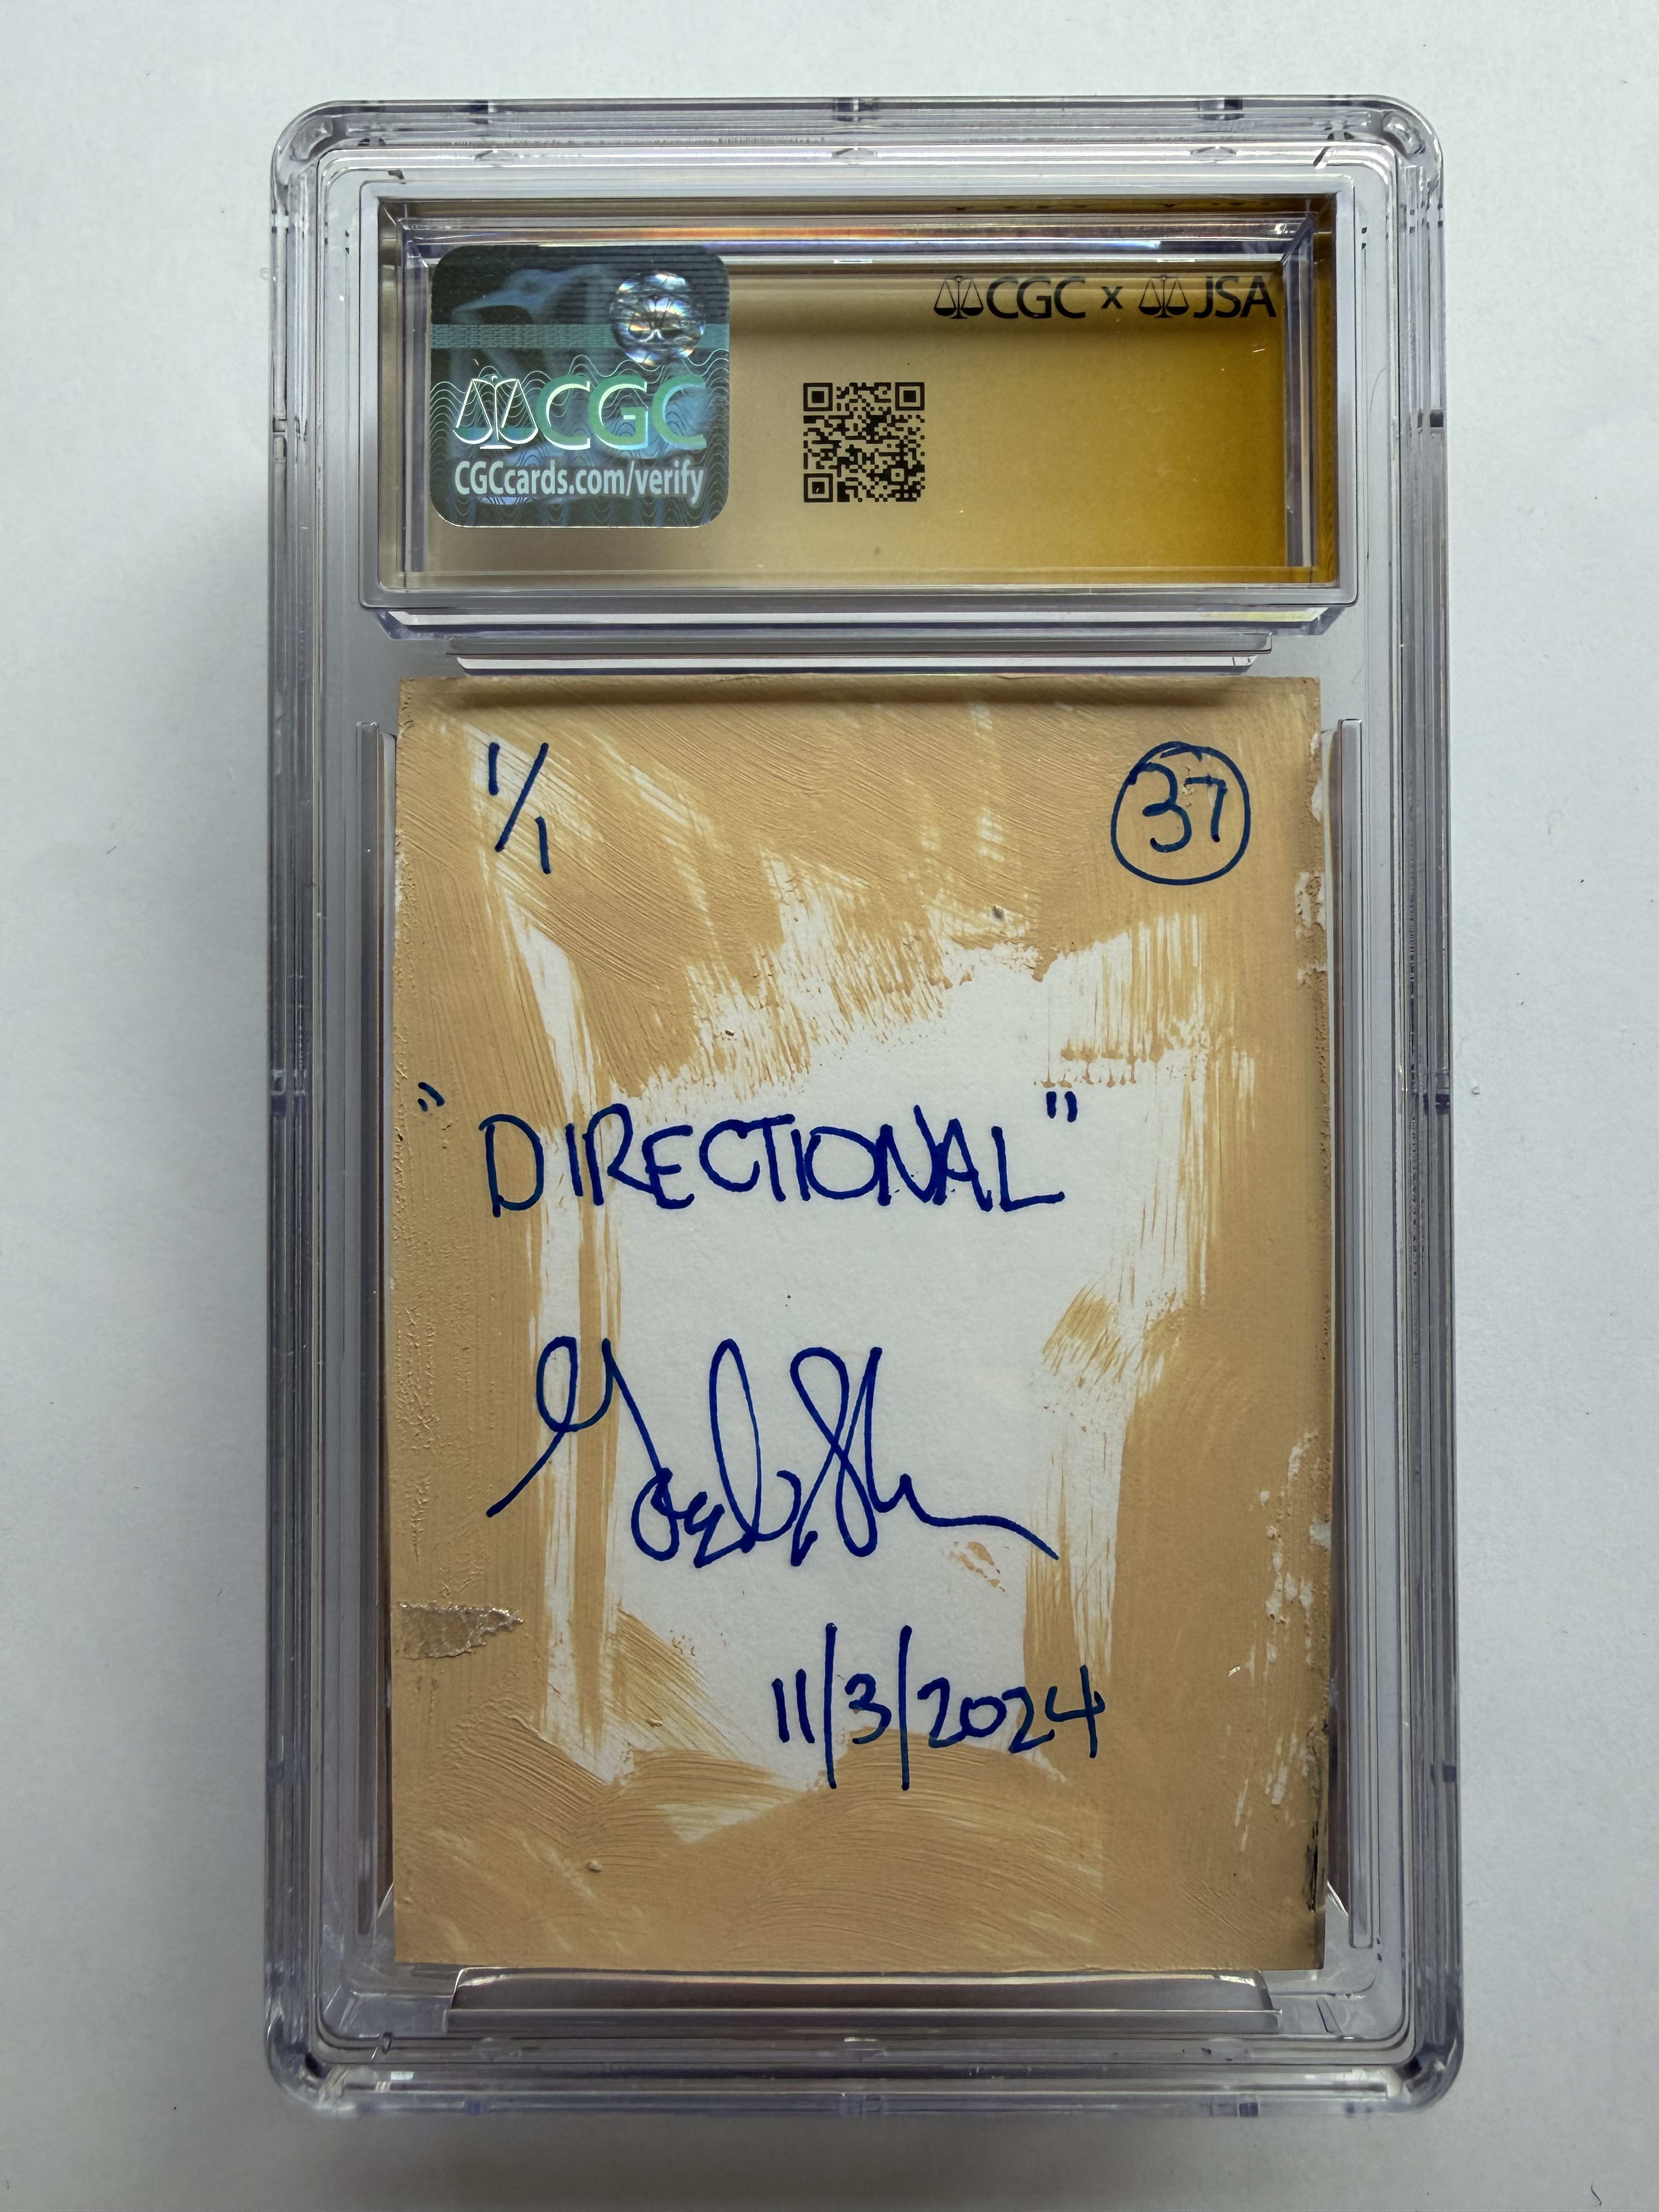 CGC x JSA
CGC
CGCcards.com/verify
1/1
37
"DIRECTIONAL"
11/3/2024